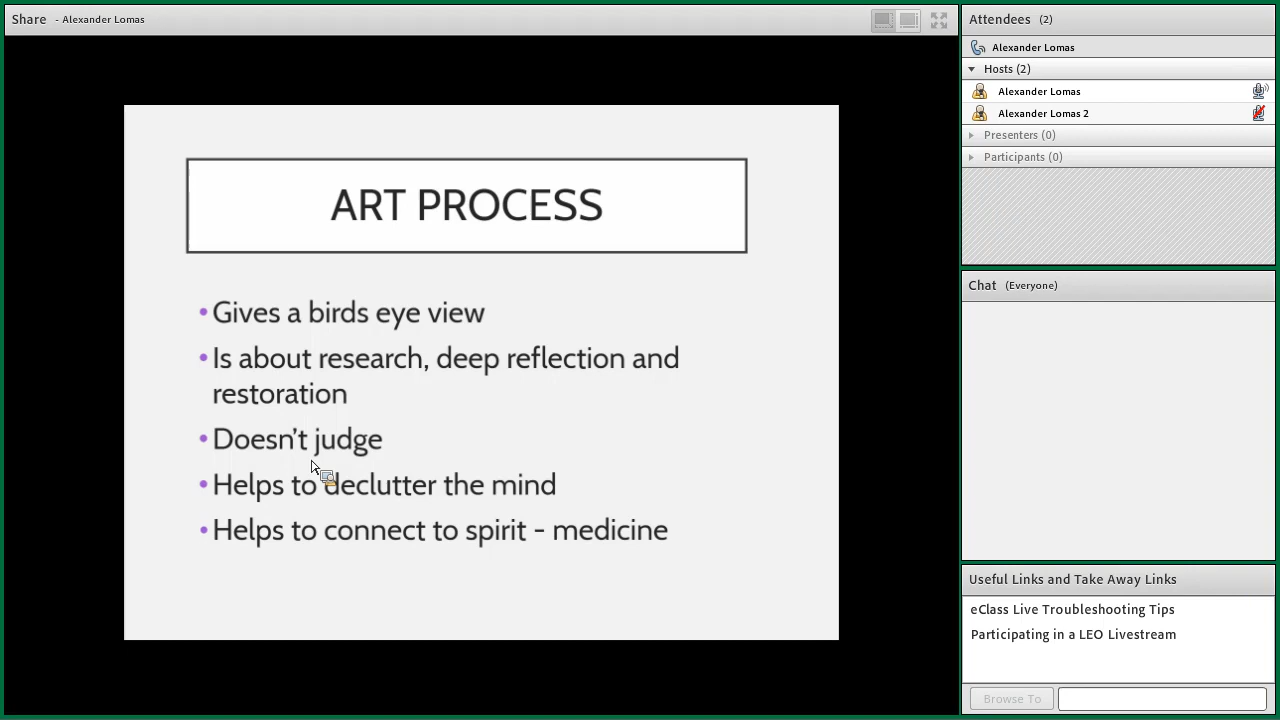 Share - Alexander Lomas
ART PROCESS
•Gives a birds eye view
•Is about research, deep reflection and
restoration
•Doesn't judge
•Helps to declutter the mind
•Helps to connect to spirit - medicine
Attendees (2)
Alexander Lomas
Hosts (2)
Alexander Lomas
Alexander Lomas 2
Presenters (0)
Participants (0)
Chat (Everyone)
Useful Links and Take Away Links
eClass Live Troubleshooting Tips
Participating in a LEO Livestream
Browse To